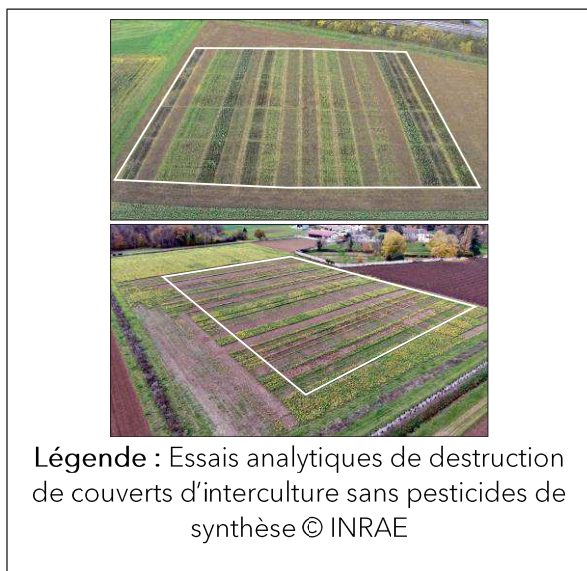 Légende : Essais analytiques de destruction
de couverts d’interculture sans pesticides de
synthèse © INRAE